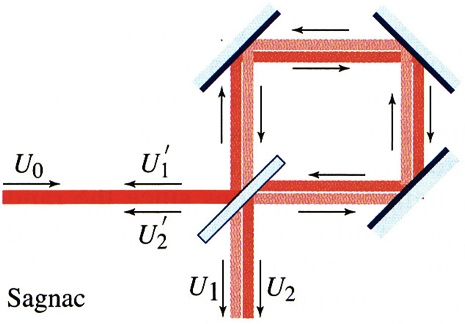 U₀
U₁′
U₂′
U₁ U₂
Sagnac